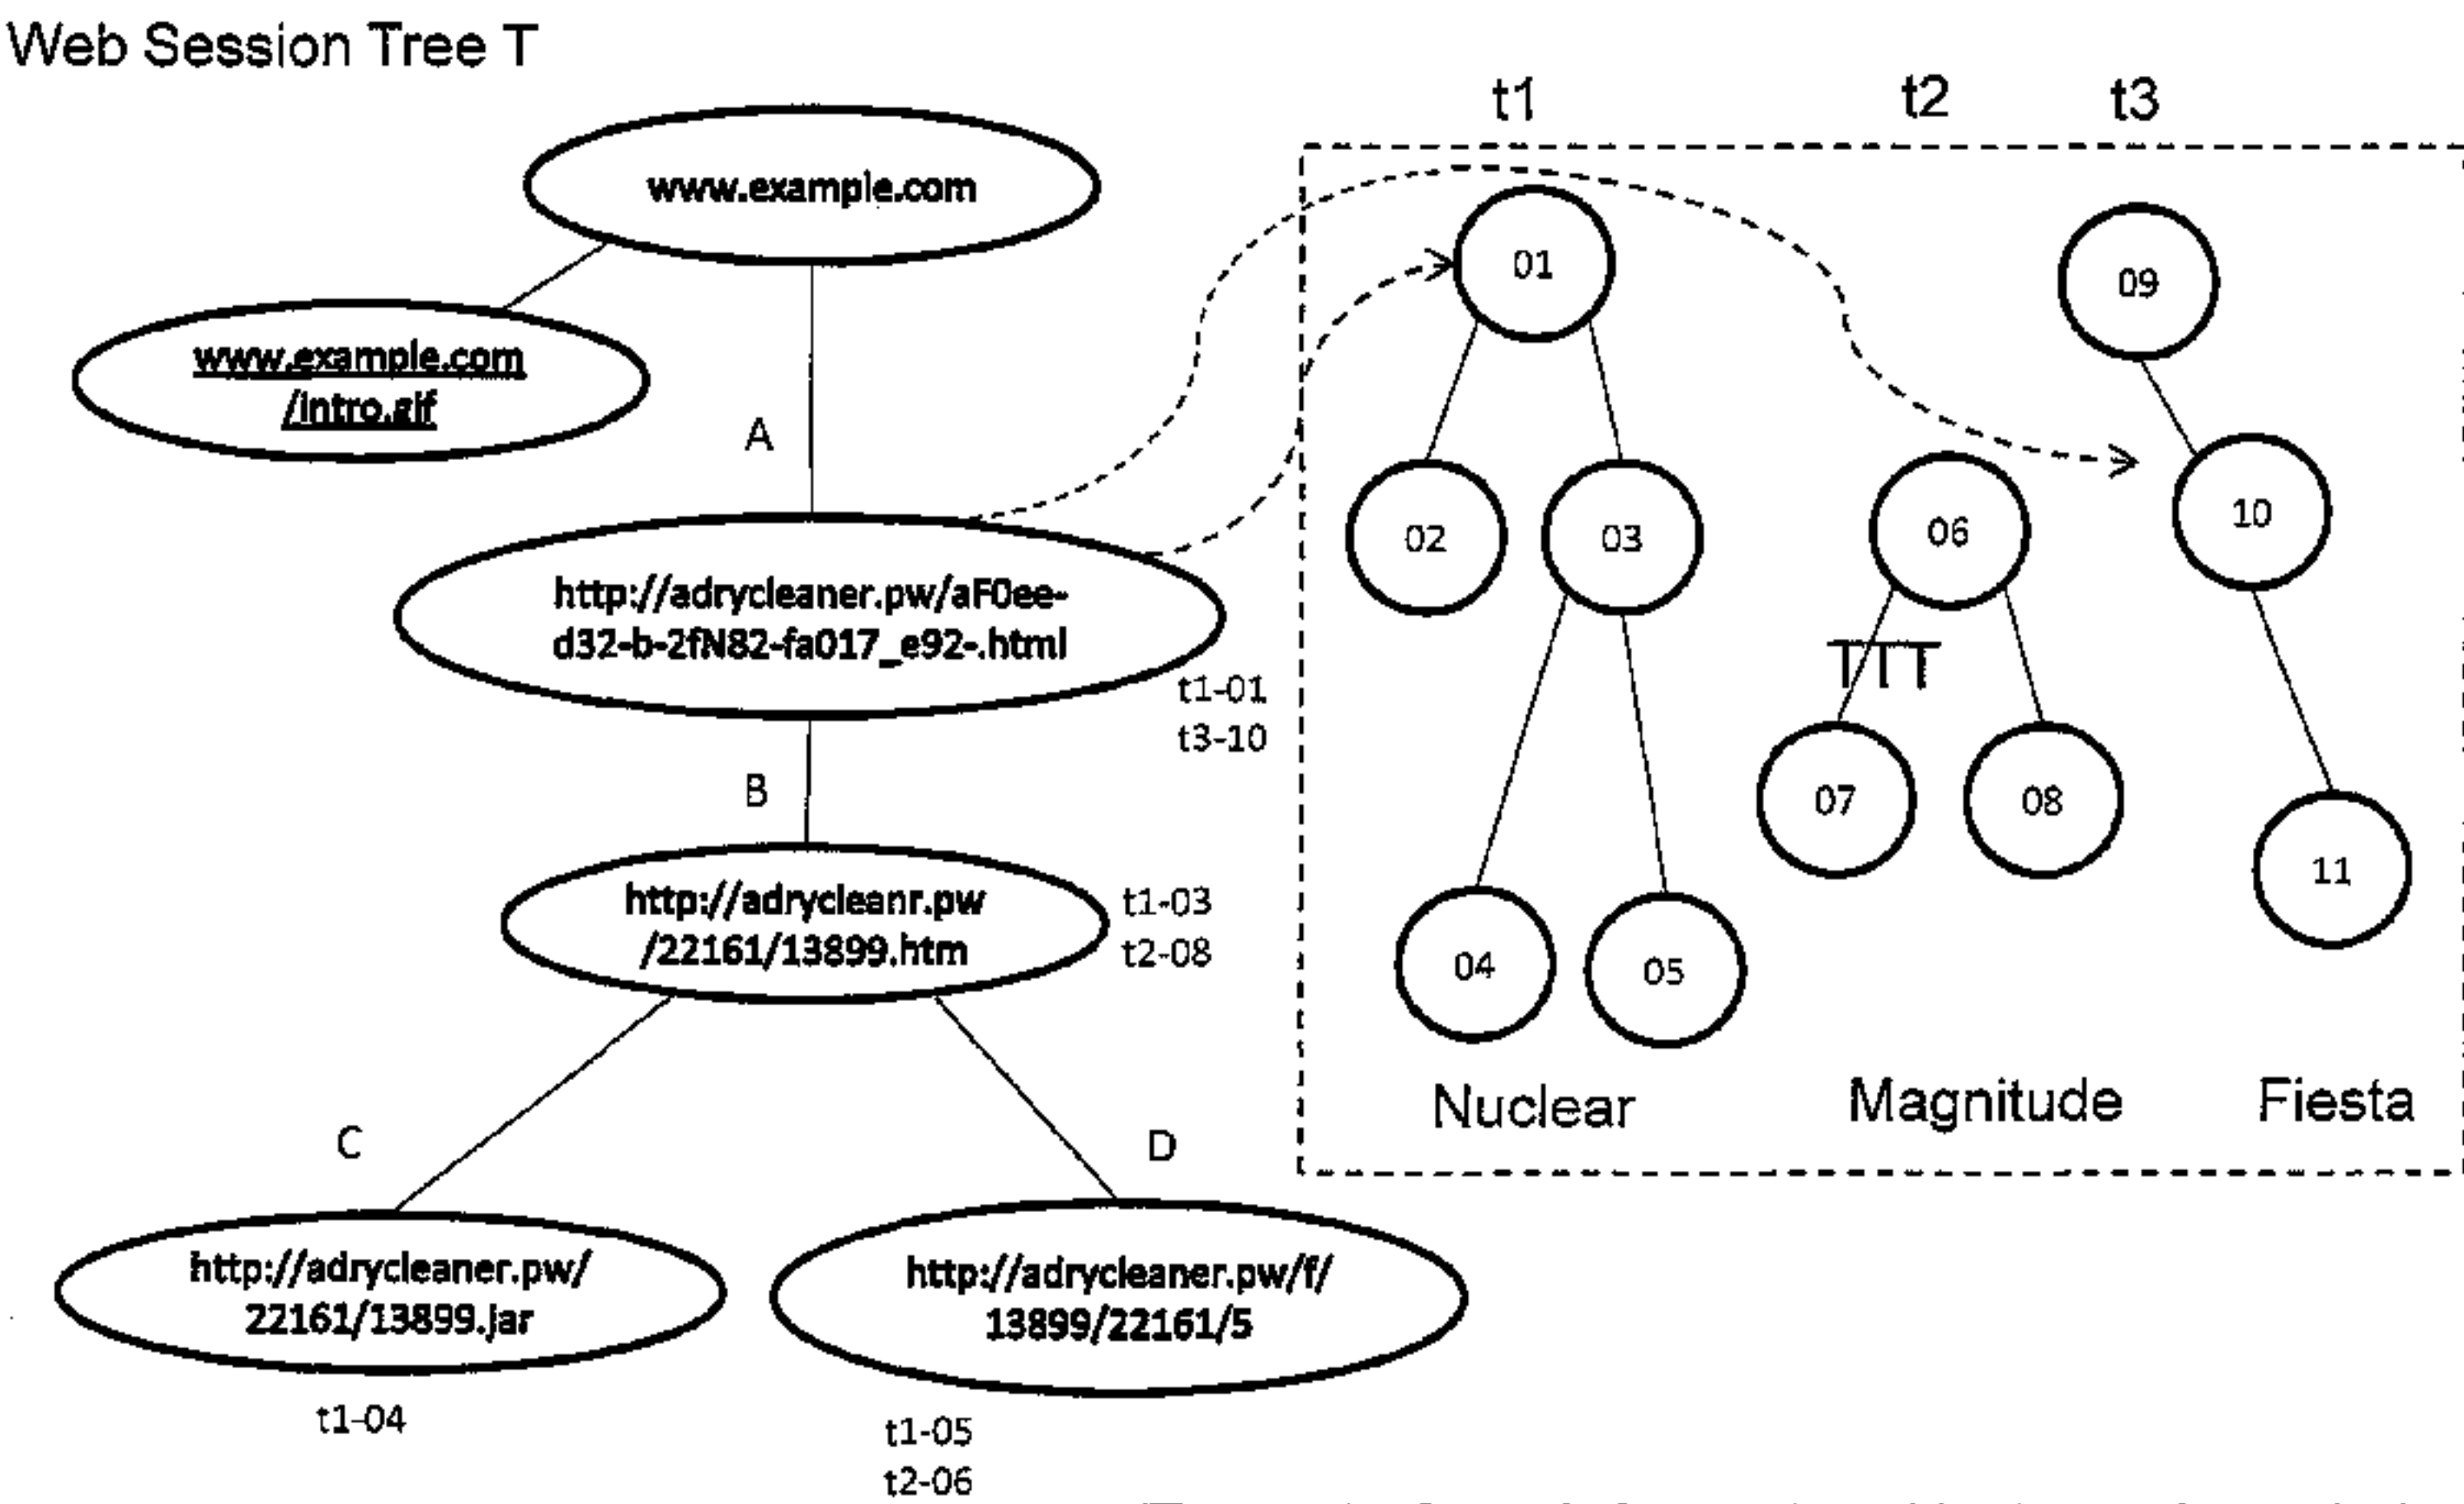 Web Session Tree T
t1
t2
t3
www.example.com
www.example.com
/intro.gif
A
http://adrycleaner.pw/aF0ee-
d32-b-2fN82-fa017_e92-.html
t1-01
t3-10
B
http://adrycleanr.pw
/22161/13899.htm
t1-03
t2-08
C
D
http://adrycleaner.pw/
22161/13899.jar
t1-04
http://adrycleaner.pw/f/
13899/22161/5
t1-05
t2-06
01
09
02
03
06
10
TTT
07
08
11
04
05
Nuclear
Magnitude
Fiesta